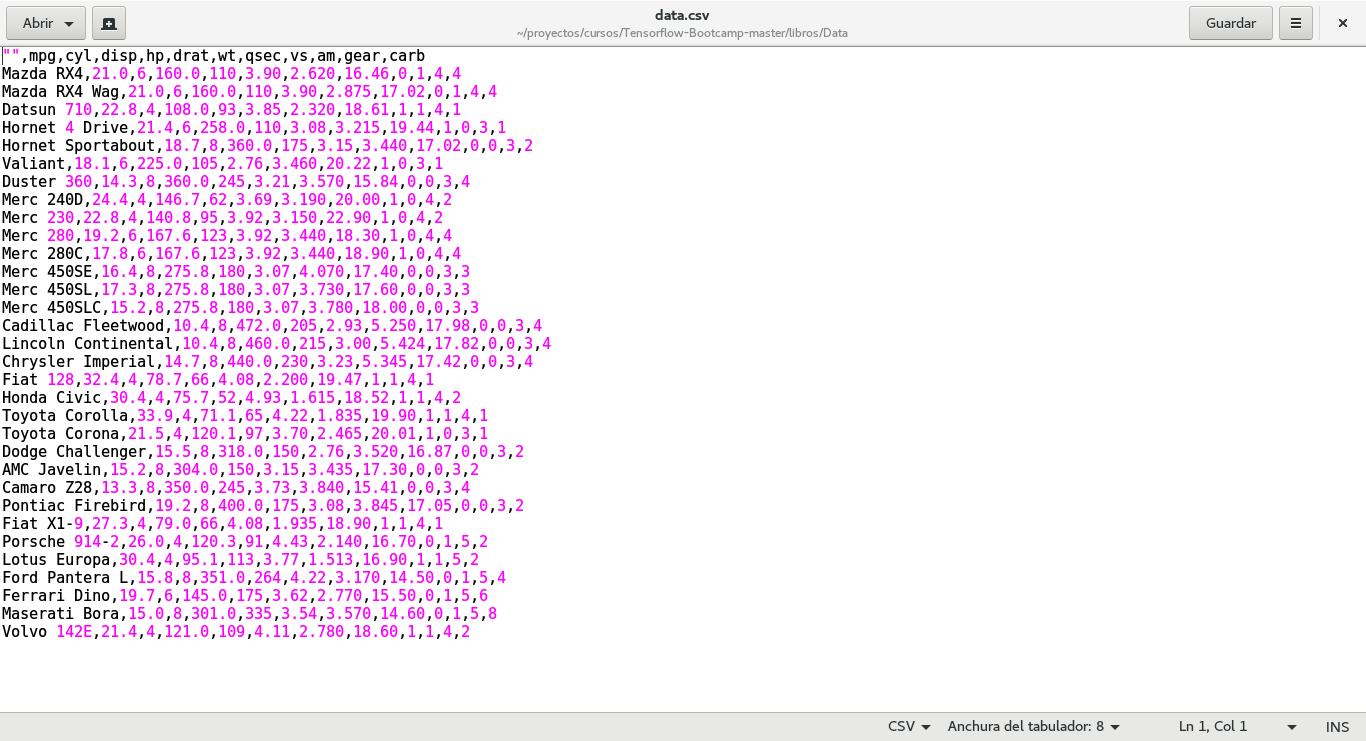 Abrir
data.csv
~/proyectos/cursos/Tensorflow-Bootcamp-master/libros/Data
Guardar
"",mpg,cyl,disp,hp,drat,wt,qsec,vs,am,gear,carb
Mazda RX4,21.0,6,160.0,110,3.90,2.620,16.46,0,1,4,4
Mazda RX4 Wag,21.0,6,160.0,110,3.90,2.875,17.02,0,1,4,4
Datsun 710,22.8,4,108.0,93,3.85,2.320,18.61,1,1,4,1
Hornet 4 Drive,21.4,6,258.0,110,3.08,3.215,19.44,1,0,3,1
Hornet Sportabout,18.7,8,360.0,175,3.15,3.440,17.02,0,0,3,2
Valiant,18.1,6,225.0,105,2.76,3.460,20.22,1,0,3,1
Duster 360,14.3,8,360.0,245,3.21,3.570,15.84,0,0,3,4
Merc 240D,24.4,4,146.7,62,3.69,3.190,20.00,1,0,4,2
Merc 230,22.8,4,140.8,95,3.92,3.150,22.90,1,0,4,2
Merc 280,19.2,6,167.6,123,3.92,3.440,18.30,1,0,4,4
Merc 280C,17.8,6,167.6,123,3.92,3.440,18.90,1,0,4,4
Merc 450SE,16.4,8,275.8,180,3.07,4.070,17.40,0,0,3,3
Merc 450SL,17.3,8,275.8,180,3.07,3.730,17.60,0,0,3,3
Merc 450SLC,15.2,8,275.8,180,3.07,3.780,18.00,0,0,3,3
Cadillac Fleetwood,10.4,8,472.0,205,2.93,5.250,17.98,0,0,3,4
Lincoln Continental,10.4,8,460.0,215,3.00,5.424,17.82,0,0,3,4
Chrysler Imperial,14.7,8,440.0,230,3.23,5.345,17.42,0,0,3,4
Fiat 128,32.4,4,78.7,66,4.08,2.200,19.47,1,1,4,1
Honda Civic,30.4,4,75.7,52,4.93,1.615,18.52,1,1,4,2
Toyota Corolla,33.9,4,71.1,65,4.22,1.835,19.90,1,1,4,1
Toyota Corona,21.5,4,120.1,97,3.70,2.465,20.01,1,0,3,1
Dodge Challenger,15.5,8,318.0,150,2.76,3.520,16.87,0,0,3,2
AMC Javelin,15.2,8,304.0,150,3.15,3.435,17.30,0,0,3,2
Camaro Z28,13.3,8,350.0,245,3.73,3.840,15.41,0,0,3,4
Pontiac Firebird,19.2,8,400.0,175,3.08,3.845,17.05,0,0,3,2
Fiat X1-9,27.3,4,79.0,66,4.08,1.935,18.90,1,1,4,1
Porsche 914-2,26.0,4,120.3,91,4.43,2.140,16.70,0,1,5,2
Lotus Europa,30.4,4,95.1,113,3.77,1.513,16.90,1,1,5,2
Ford Pantera L,15.8,8,351.0,264,4.22,3.170,14.50,0,1,5,4
Ferrari Dino,19.7,6,145.0,175,3.62,2.770,15.50,0,1,5,6
Maserati Bora,15.0,8,301.0,335,3.54,3.570,14.60,0,1,5,8
Volvo 142E,21.4,4,121.0,109,4.11,2.780,18.60,1,1,4,2
CSV Anchura del tabulador: 8 Ln 1, Col 1 INS